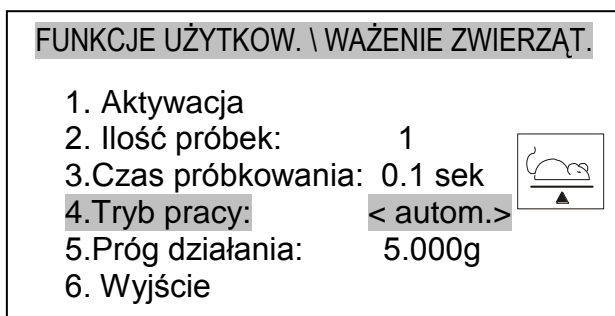 FUNKCJE UŻYTKOW. \ WAŻENIE ZWIERZĄT.
1. Aktywacja
2. Ilość próbek: 1
3.Czas próbkowania: 0.1 sek
4.Tryb pracy: < autom.>
5.Próg działania: 5.000g
6. Wyjście